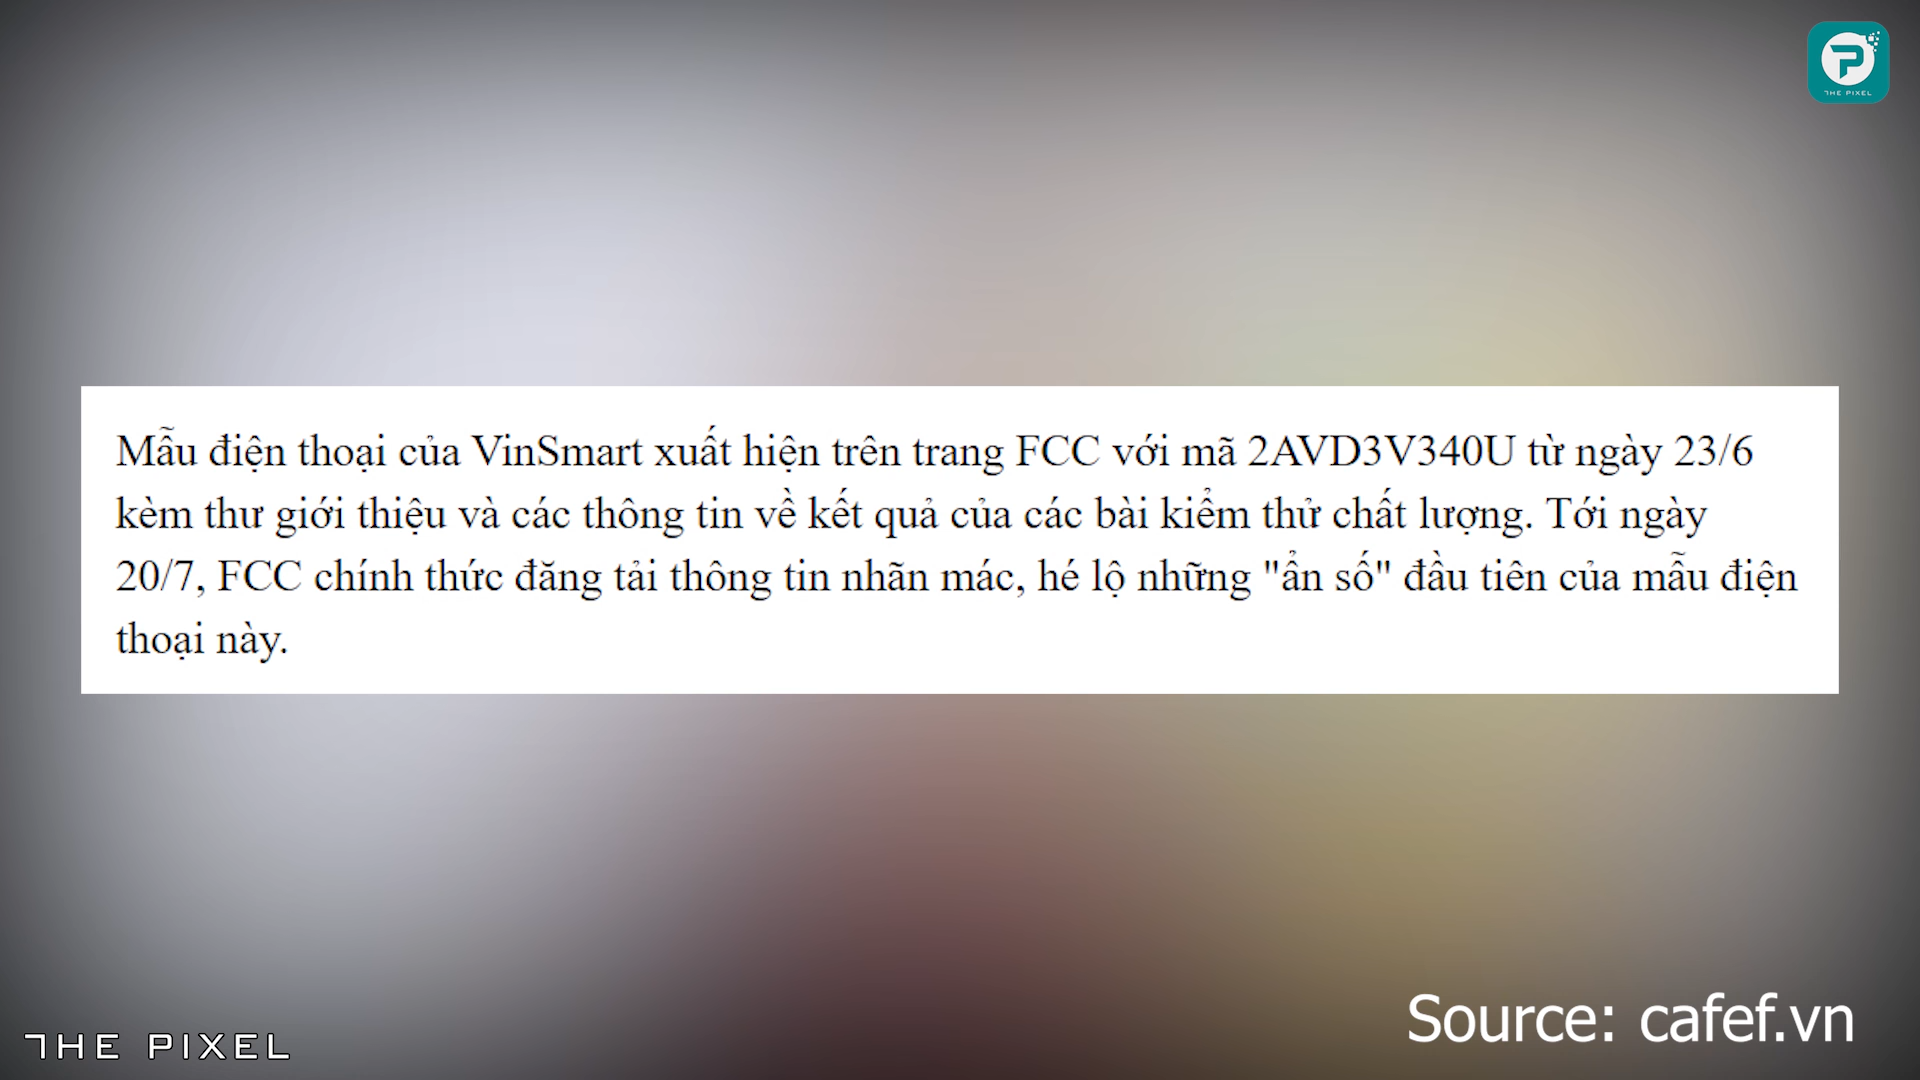 THE PIXEL
Mẫu điện thoại của VinSmart xuất hiện trên trang FCC với mã 2AVD3V340U từ ngày 23/6
kèm thư giới thiệu và các thông tin về kết quả của các bài kiểm thử chất lượng. Tới ngày
20/7, FCC chính thức đăng tải thông tin nhãn mác, hé lộ những "ẩn số" đầu tiên của mẫu điện
thoại này.
Source: cafef.vn
THE PIXEL